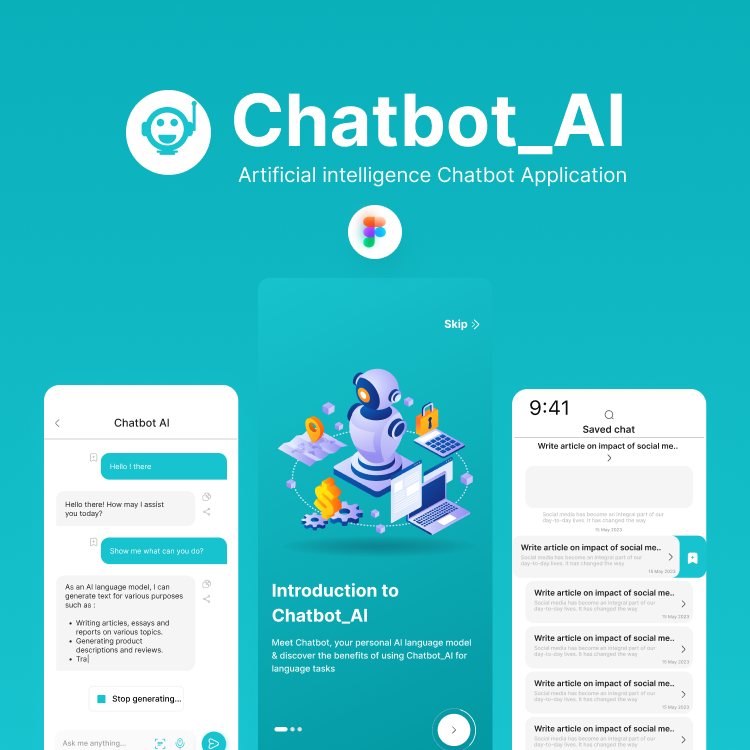 Chatbot_AI
Artificial intelligence Chatbot Application
Chatbot AI
Hello ! there
Hello there! How may I assist
you today?
Show me what can you do?
As an AI language model, I can
generate text for various purposes
such as :
• Writing articles, essays and
reports on various topics.
• Generating product
descriptions and reviews.
• Tra|
Stop generating...
Ask me anything...
Skip
Introduction to
Chatbot_AI
Meet Chatbot, your personal AI language model
& discover the benefits of using Chatbot_AI for
language tasks
9:41
Saved chat
Write article on impact of social me..
Social media has become an integral part of our
day-to-day lives. It has changed the way
15 May 2023
Write article on impact of social me..
Social media has become an integral part of our
day-to-day lives. It has changed the way
15 May 2023
Write article on impact of social me..
Social media has become an integral part of our
day-to-day lives. It has changed the way
15 May 2023
Write article on impact of social me..
Social media has become an integral part of our
day-to-day lives. It has changed the way
15 May 2023
Write article on impact of social me..
Social media has become an integral part of our
day-to-day lives. It has changed the way
15 May 2023
Write article on impact of social me..
Social media has become an integral part of our
day-to-day lives. It has changed the way